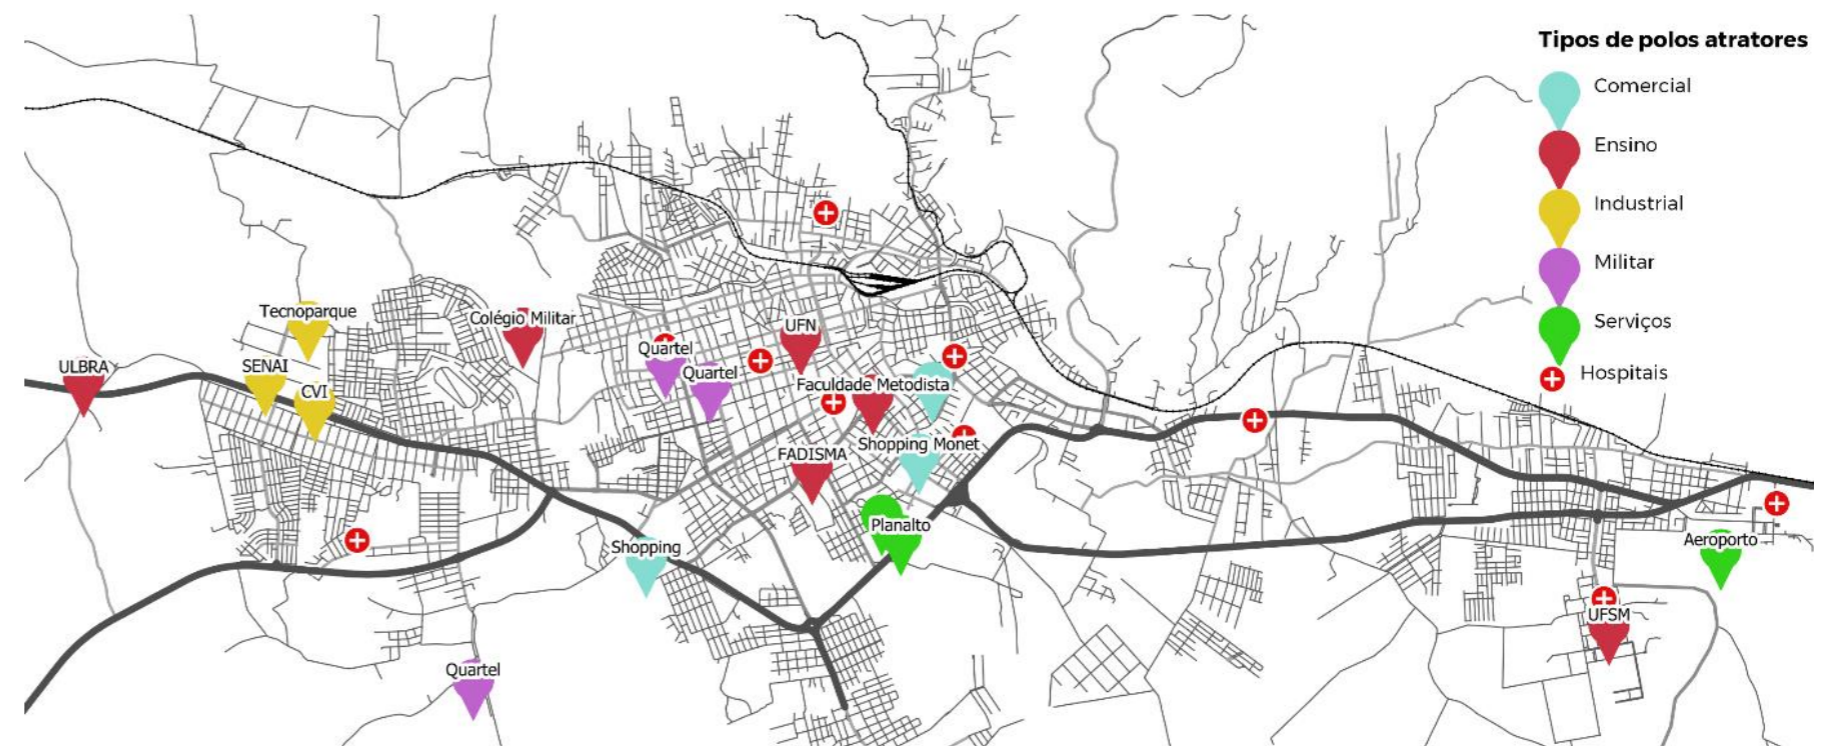 Tipos de polos atratores
Comercial
Ensino
Industrial
Militar
Serviços
Hospitais
Tecnoparque
Colégio Militar
UFN
Quartel
ULBRA
SENAI
Quartel
CVI
Faculdade Metodista
Shopping Monet
FADISMA
Planalto
Shopping
Aeroporto
UFSM
Quartel